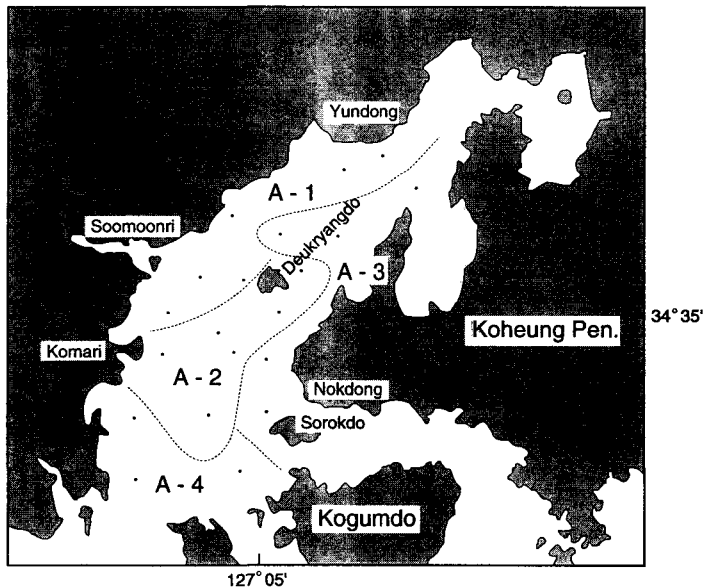 Yundong
A - 1
Soomoonri
Deukryangdo
A - 3
34° 35'
Koheung Pen.
Komari
A - 2
Nokdong
Sorokdo
A - 4
Kogumdo
127° 05'